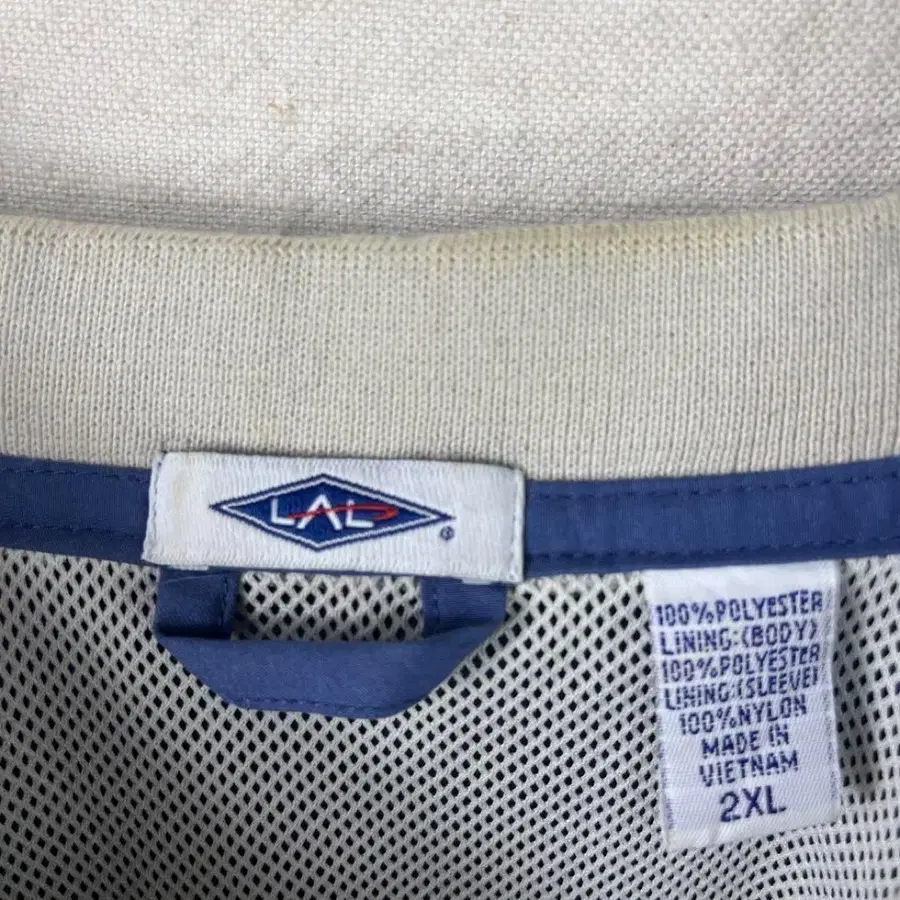 LAL
®
100%POLYESTER
LINING:(BODY)
100%POLYESTER
LINING:(SLEEVE)
100%NYLON
MADE IN
VIETNAM
2XL